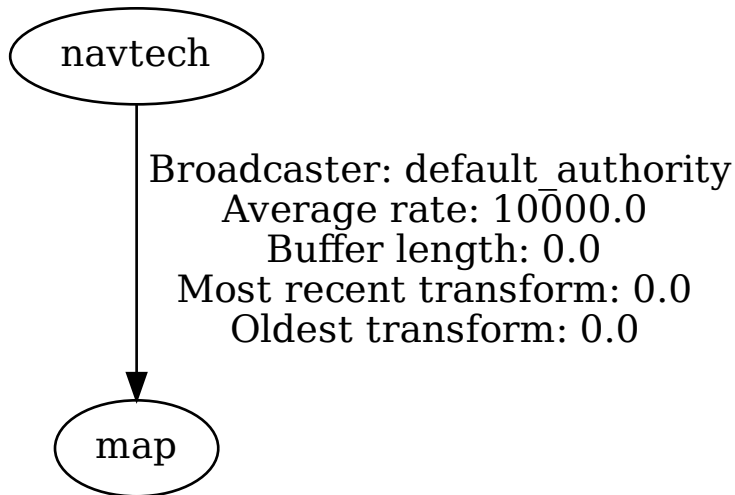 navtech
Broadcaster: default_authority
Average rate: 10000.0
Buffer length: 0.0
Most recent transform: 0.0
Oldest transform: 0.0
map